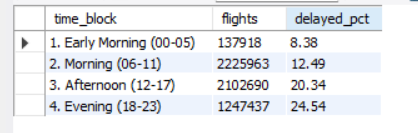 time_block flights delayed_pct
1. Early Morning (00-05) 137918 8.38
2. Morning (06-11) 2225963 12.49
3. Afternoon (12-17) 2102690 20.34
4. Evening (18-23) 1247437 24.54